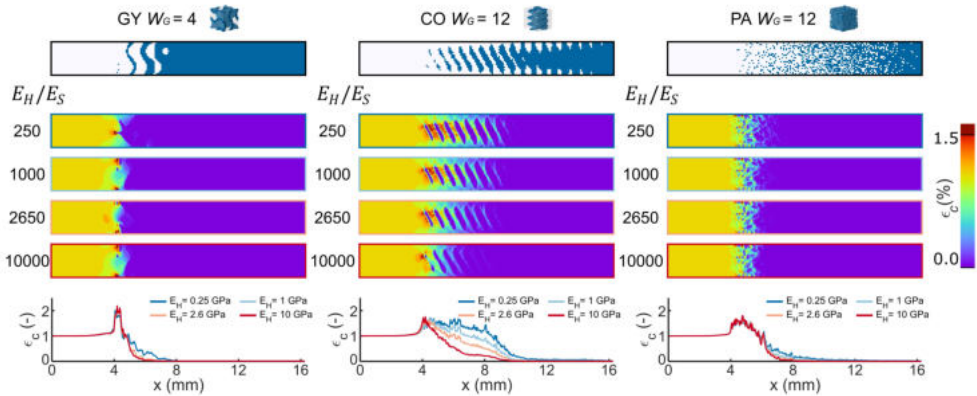 GY W_G = 4 CO W_G = 12 PA W_G = 12
E_H/E_S E_H/E_S E_H/E_S
250 250 250
1000 1000 1000
2650 2650 2650
10000 10000 10000
1.5
ϵ_c(%)
0.0
E_H= 0.25 GPa E_H= 1 GPa E_H= 0.25 GPa E_H= 1 GPa E_H= 0.25 GPa E_H= 1 GPa
E_H= 2.6 GPa E_H= 10 GPa E_H= 2.6 GPa E_H= 10 GPa E_H= 2.6 GPa E_H= 10 GPa
ϵ_c (-) ϵ_c (-) ϵ_c (-)
2 2 2
1 1 1
0 0 0
0 4 8 12 16 0 4 8 12 16 0 4 8 12 16
x (mm) x (mm) x (mm)